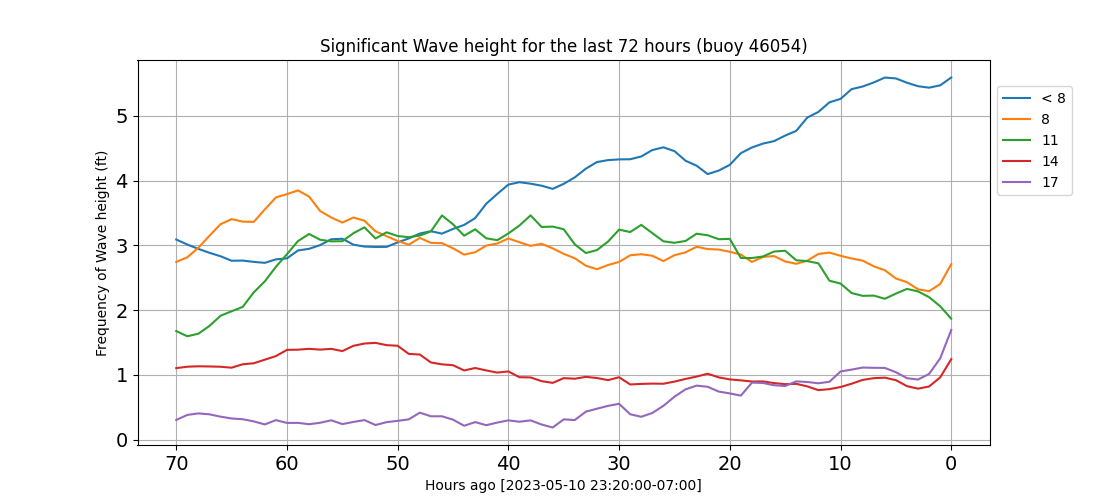 Significant Wave height for the last 72 hours (buoy 46054)
Frequency of Wave height (ft)
5
4
3
2
1
0
70 60 50 40 30 20 10 0
Hours ago [2023-05-10 23:20:00-07:00]
< 8
8
11
14
17